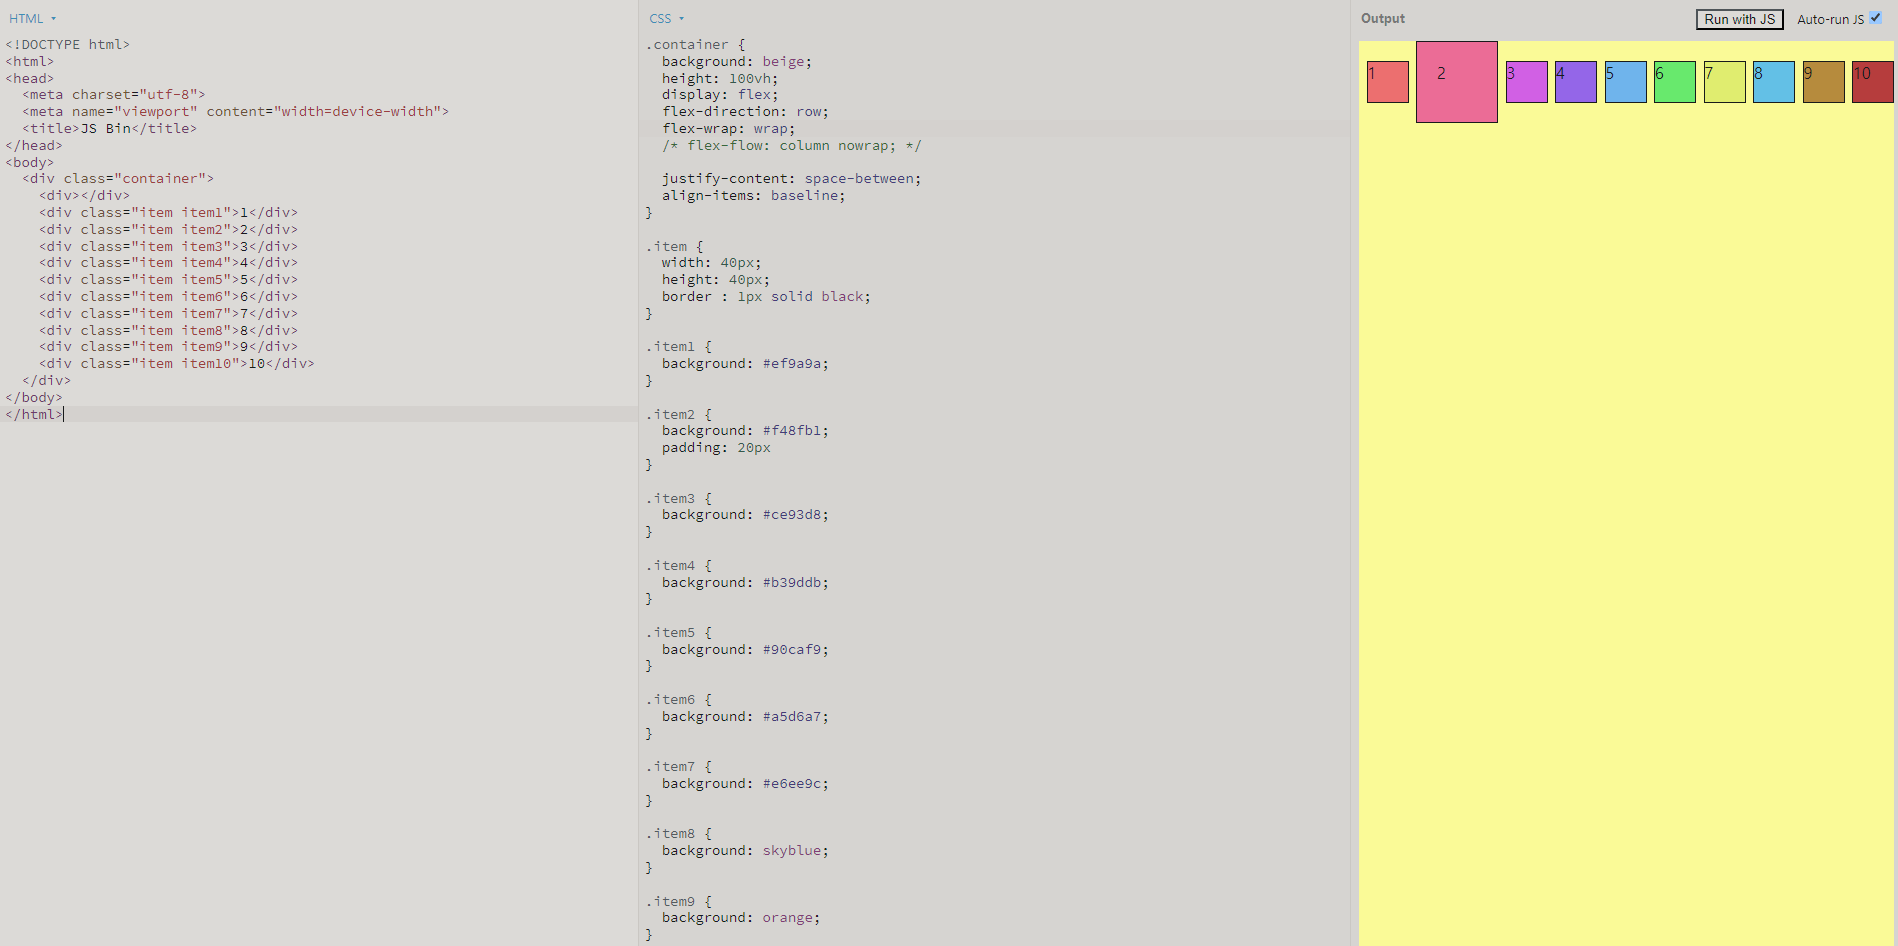 HTML
<!DOCTYPE html>
<html>
<head>
  <meta charset="utf-8">
  <meta name="viewport" content="width=device-width">
  <title>JS Bin</title>
</head>
<body>
  <div class="container">
    <div></div>
    <div class="item item1">1</div>
    <div class="item item2">2</div>
    <div class="item item3">3</div>
    <div class="item item4">4</div>
    <div class="item item5">5</div>
    <div class="item item6">6</div>
    <div class="item item7">7</div>
    <div class="item item8">8</div>
    <div class="item item9">9</div>
    <div class="item item10">10</div>
  </div>
</body>
</html>
CSS
.container {
  background: beige;
  height: 100vh;
  display: flex;
  flex-direction: row;
  flex-wrap: wrap;
  /* flex-flow: column nowrap; */
  justify-content: space-between;
  align-items: baseline;
}
.item {
  width: 40px;
  height: 40px;
  border : 1px solid black;
}
.item1 {
  background: #ef9a9a;
}
.item2 {
  background: #f48fb1;
  padding: 20px
}
.item3 {
  background: #ce93d8;
}
.item4 {
  background: #b39ddb;
}
.item5 {
  background: #90caf9;
}
.item6 {
  background: #a5d6a7;
}
.item7 {
  background: #e6ee9c;
}
.item8 {
  background: skyblue;
}
.item9 {
  background: orange;
}
Output
Run with JS
Auto-run JS
1 2 3 4 5 6 7 8 9 10